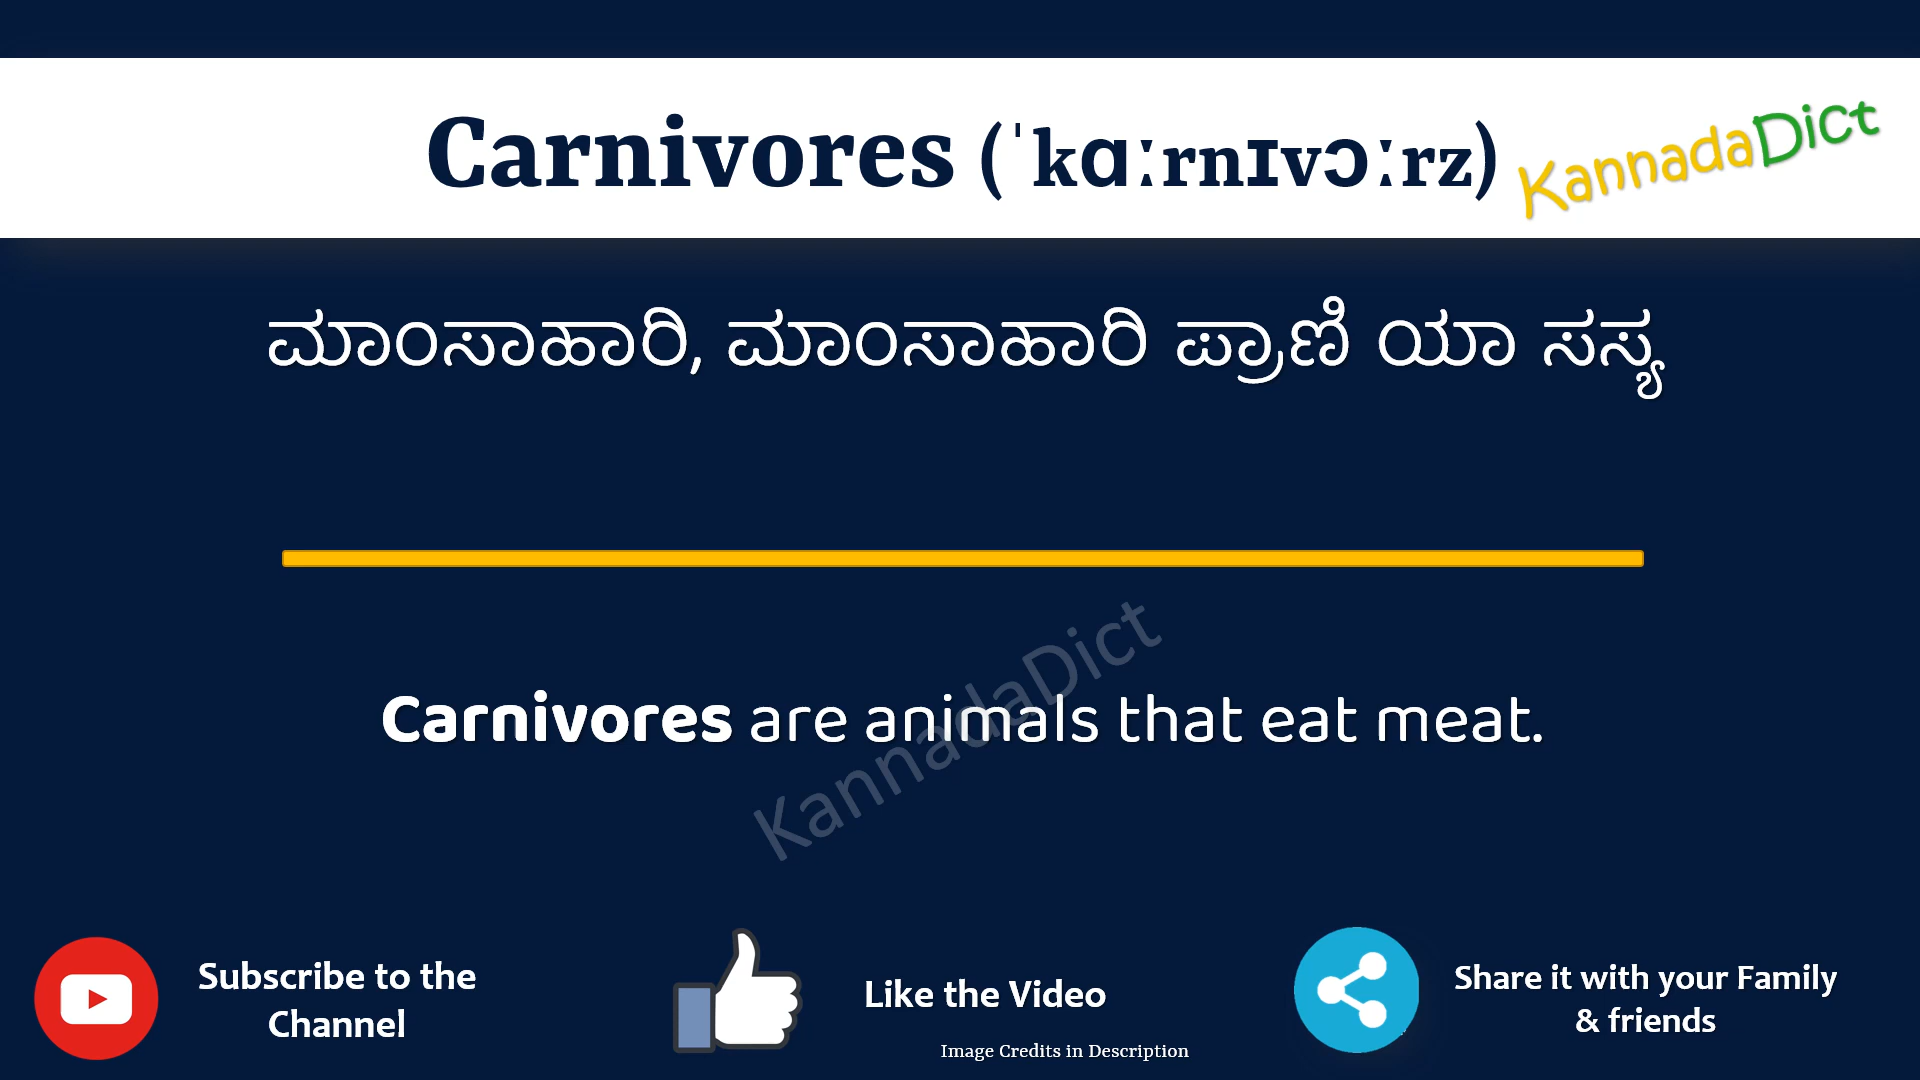 Carnivores (ˈkɑːrnɪvɔːrz)
KannadaDict
ಮಾಂಸಾಹಾರಿ, ಮಾಂಸಾಹಾರಿ ಪ್ರಾಣಿ ಯಾ ಸಸ್ಯ
Carnivores are animals that eat meat.
KannadaDict
Subscribe to the
Channel
Like the Video
Share it with your Family
& friends
Image Credits in Description